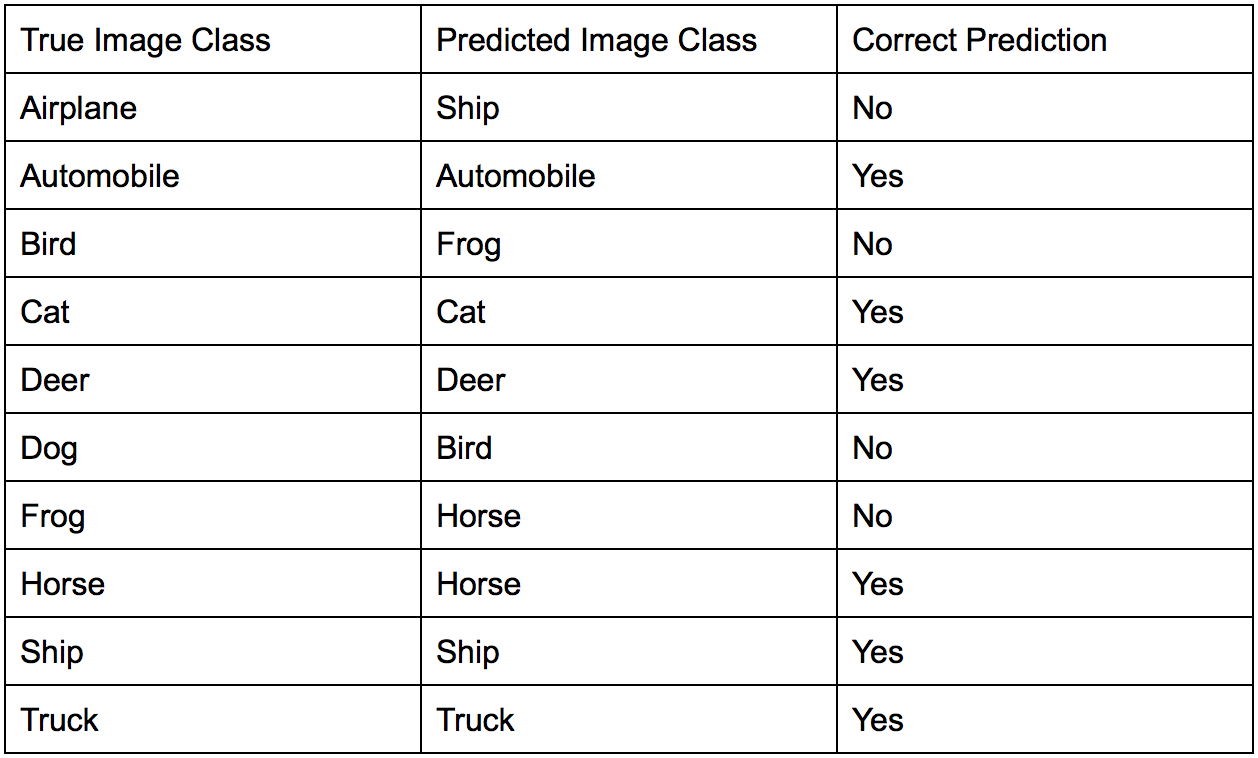 True Image Class Predicted Image Class Correct Prediction
Airplane Ship No
Automobile Automobile Yes
Bird Frog No
Cat Cat Yes
Deer Deer Yes
Dog Bird No
Frog Horse No
Horse Horse Yes
Ship Ship Yes
Truck Truck Yes